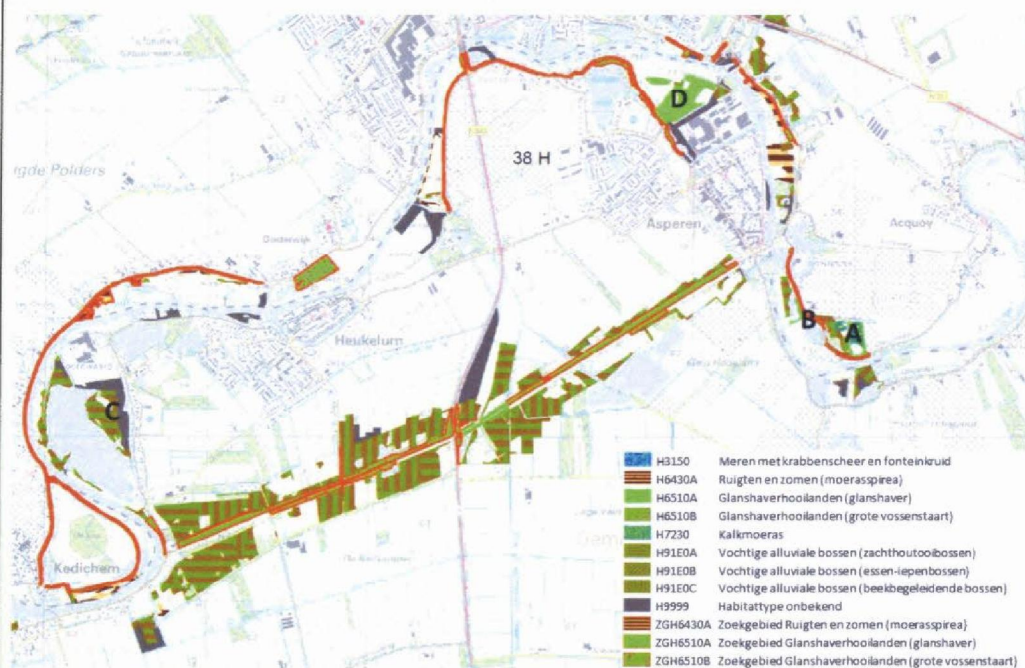 igde Polders
38 H
D
Asperen
Acquoy
Oosterwijk
Heukelum
B
A
C
Kedichem
H3150 Meren met krabbenscheer en fonteinkruid
H6430A Ruigten en zomen (moerasspirea)
H6510A Glanshaverhooilanden (glanshaver)
H6510B Glanshaverhooilanden (grote vossenstaart)
H7230 Kalkmoeras
H91E0A Vochtige alluviale bossen (zachthoutooibossen)
H91E0B Vochtige alluviale bossen (essen-iepenbossen)
H91E0C Vochtige alluviale bossen (beekbegeleidende bossen)
H9999 Habitattype onbekend
ZGH6430A Zoekgebied Ruigten en zomen (moerasspirea)
ZGH6510A Zoekgebied Glanshaverhooilanden (glanshaver)
ZGH6510B Zoekgebied Glanshaverhooilanden (grote vossenstaart)